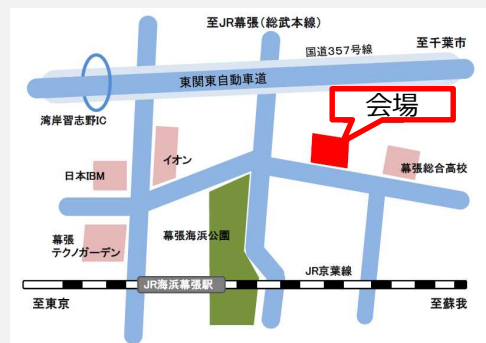 至JR幕張(総武本線)
国道357号線
至千葉市
東関東自動車道
湾岸習志野IC
会場
イオン
日本IBM
幕張総合高校
幕張
テクノガーデン
幕張海浜公園
JR京葉線
JR海浜幕張駅
至東京
至蘇我